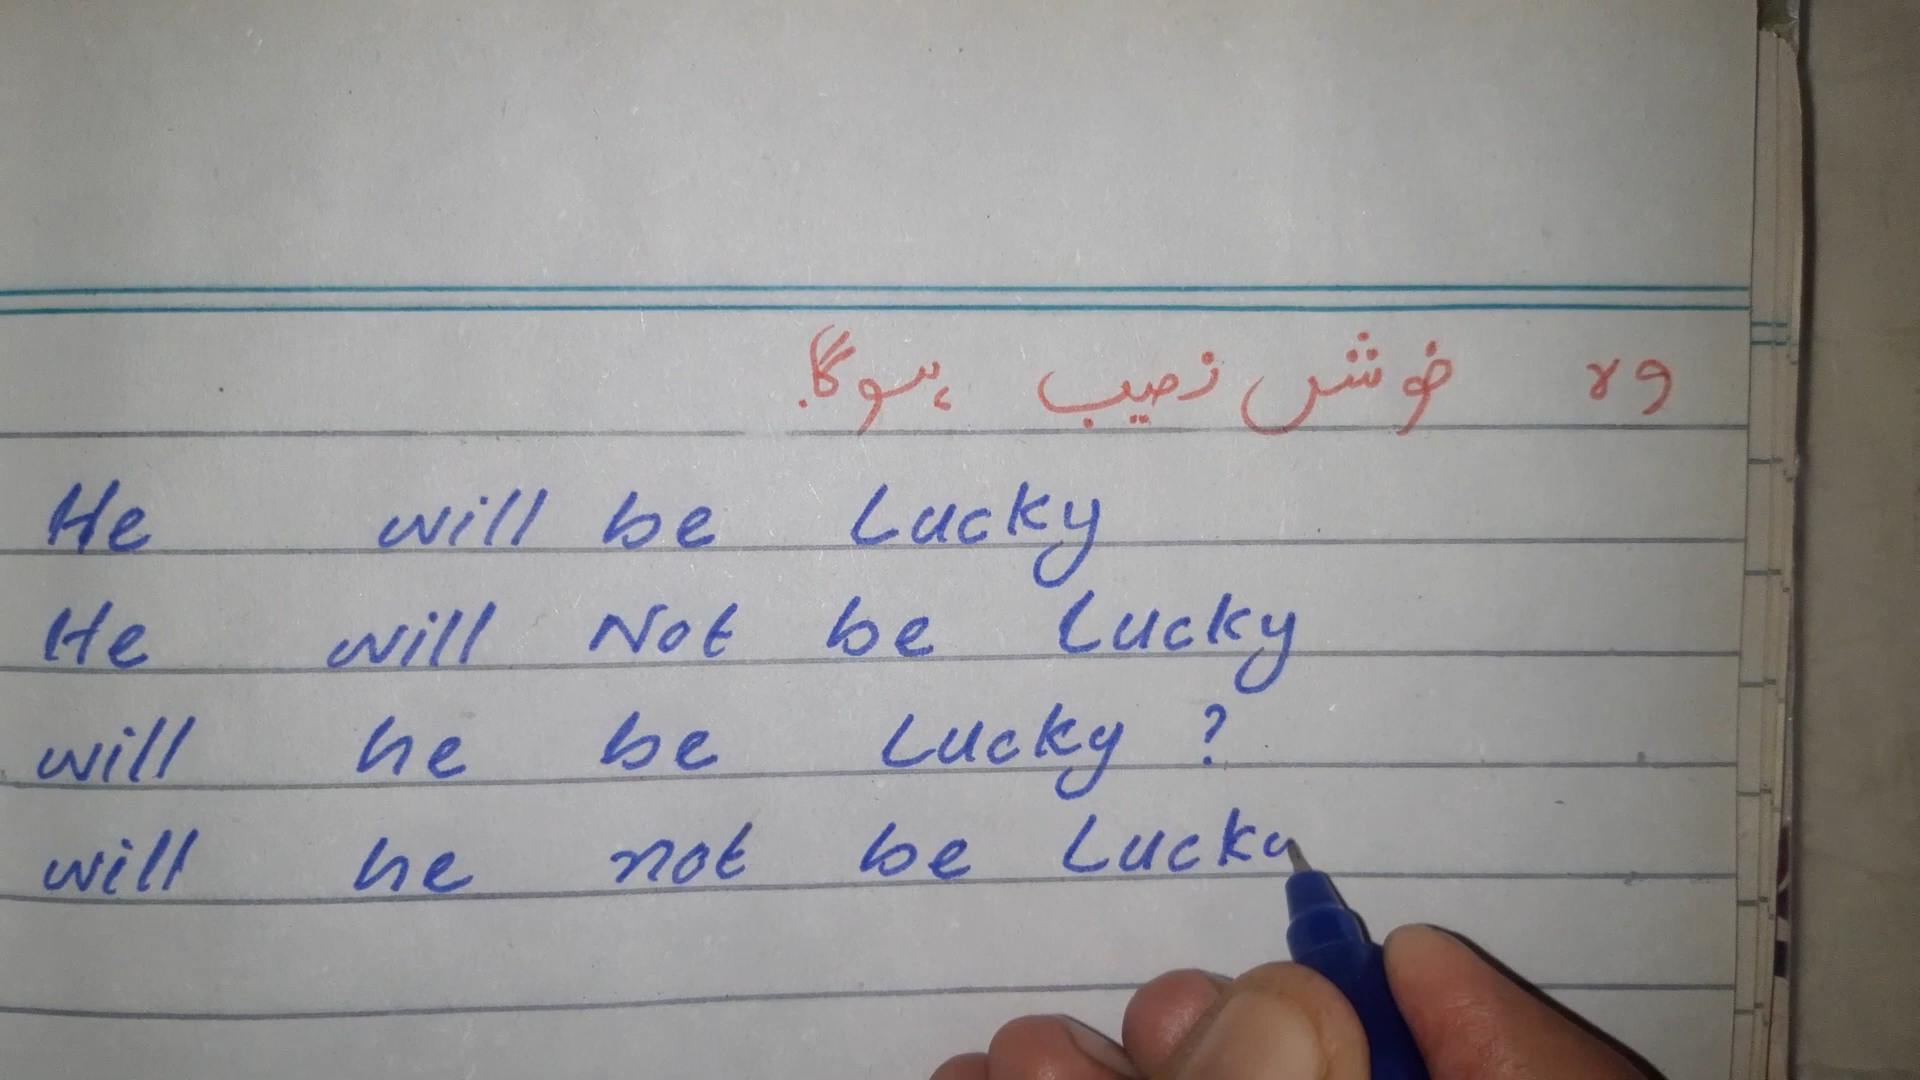 وہ خوش نصیب ہوگا.
He will be Lucky
He will Not be Lucky
will he be Lucky ?
will he not be Lucky